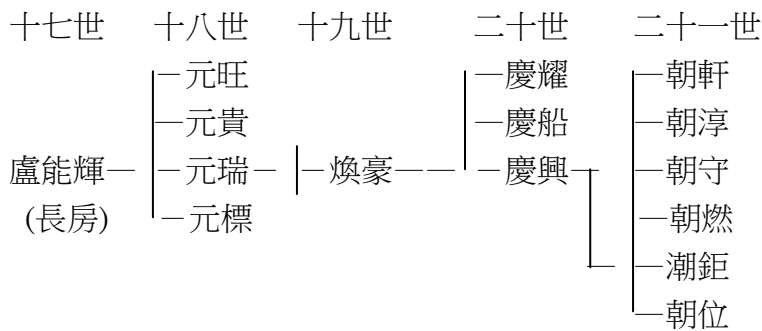 十七世 十八世 十九世 二十世 二十一世
元旺 慶耀 朝軒
元貴 慶船 朝淳
盧能輝 元瑞 煥豪 慶興 朝守
(長房) 元標 朝燃
潮鉅
朝位